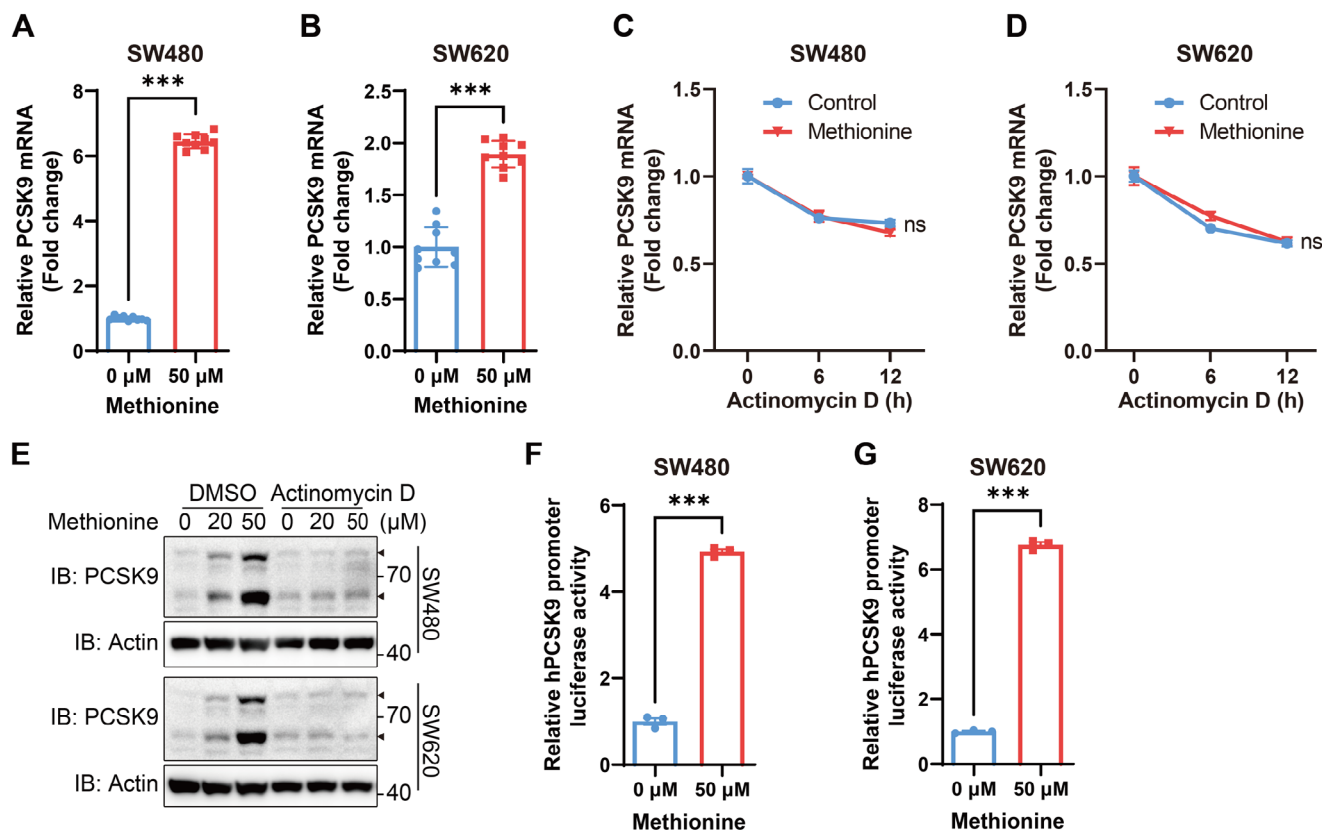 A
SW480
***
Relative PCSK9 mRNA
(Fold change)
8
6
4
2
0
0 μM
50 μM
Methionine
B
SW620
***
Relative PCSK9 mRNA
(Fold change)
2.5
2.0
1.5
1.0
0.5
0.0
0 μM
50 μM
Methionine
C
SW480
Control
Methionine
Relative PCSK9 mRNA
(Fold change)
1.5
1.0
0.5
0.0
ns
0
6
12
Actinomycin D (h)
D
SW620
Control
Methionine
Relative PCSK9 mRNA
(Fold change)
1.5
1.0
0.5
0.0
ns
0
6
12
Actinomycin D (h)
E
DMSO Actinomycin D
Methionine 0 20 50 0 20 50 (μM)
IB: PCSK9
70
IB: Actin
40
SW480
IB: PCSK9
70
IB: Actin
40
SW620
F
SW480
***
Relative hPCSK9 promoter
luciferase activity
6
4
2
0
0 μM
50 μM
Methionine
G
SW620
***
Relative hPCSK9 promoter
luciferase activity
8
6
4
2
0
0 μM
50 μM
Methionine